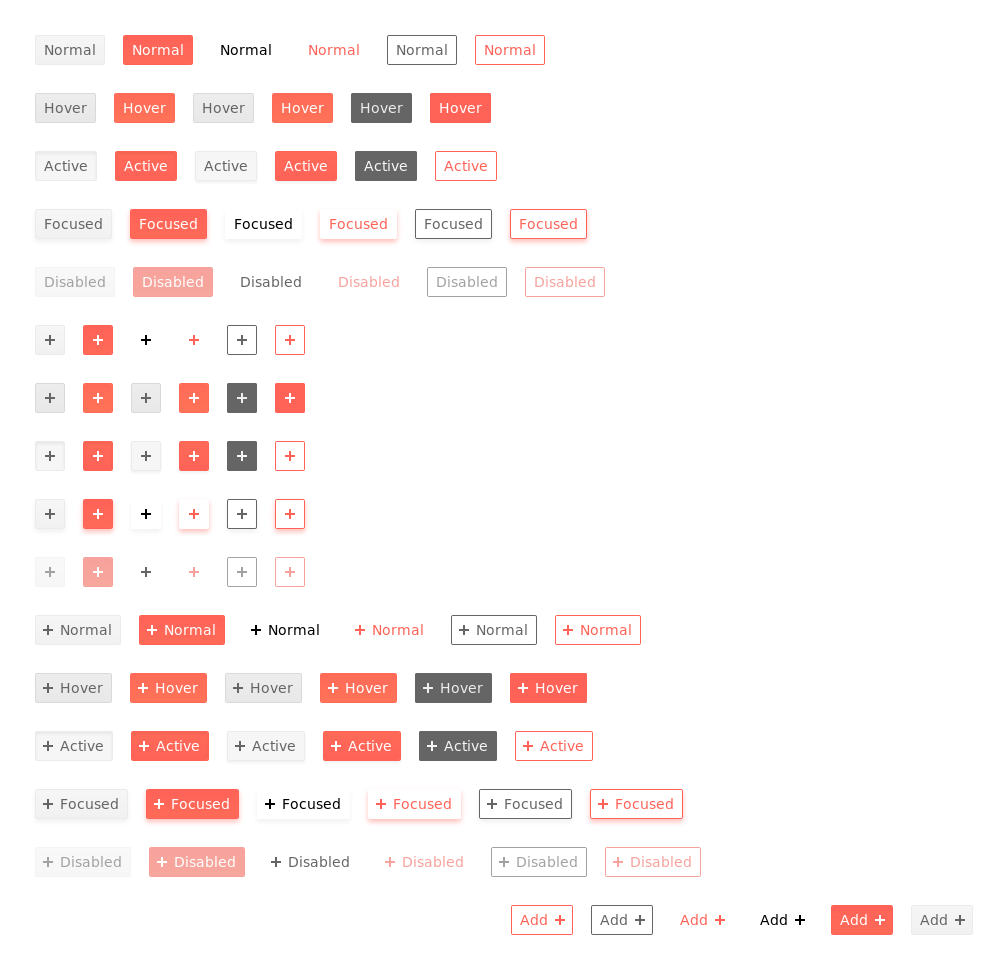 Normal Normal Normal Normal Normal Normal
Hover Hover Hover Hover Hover Hover
Active Active Active Active Active Active
Focused Focused Focused Focused Focused Focused
Disabled Disabled Disabled Disabled Disabled Disabled
+ + + + + +
+ + + + + +
+ + + + + +
+ + + + + +
+ + + + + +
+ Normal + Normal + Normal + Normal + Normal + Normal
+ Hover + Hover + Hover + Hover + Hover + Hover
+ Active + Active + Active + Active + Active + Active
+ Focused + Focused + Focused + Focused + Focused + Focused
+ Disabled + Disabled + Disabled + Disabled + Disabled + Disabled
Add + Add + Add + Add + Add + Add +